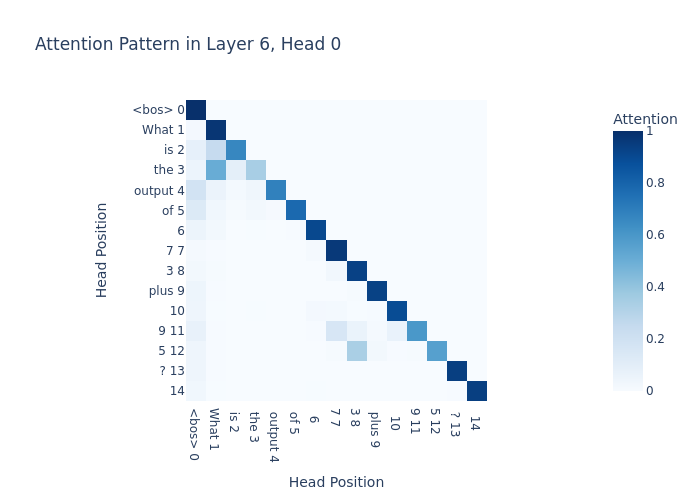 Attention Pattern in Layer 6, Head 0
Attention
<bos> 0
What 1
is 2
the 3
output 4
of 5
6
7 7
3 8
plus 9
10
9 11
5 12
? 13
14
Head Position
<bos> 0
What 1
is 2
the 3
output 4
of 5
6
7 7
3 8
plus 9
10
9 11
5 12
? 13
14
Head Position
1
0.8
0.6
0.4
0.2
0